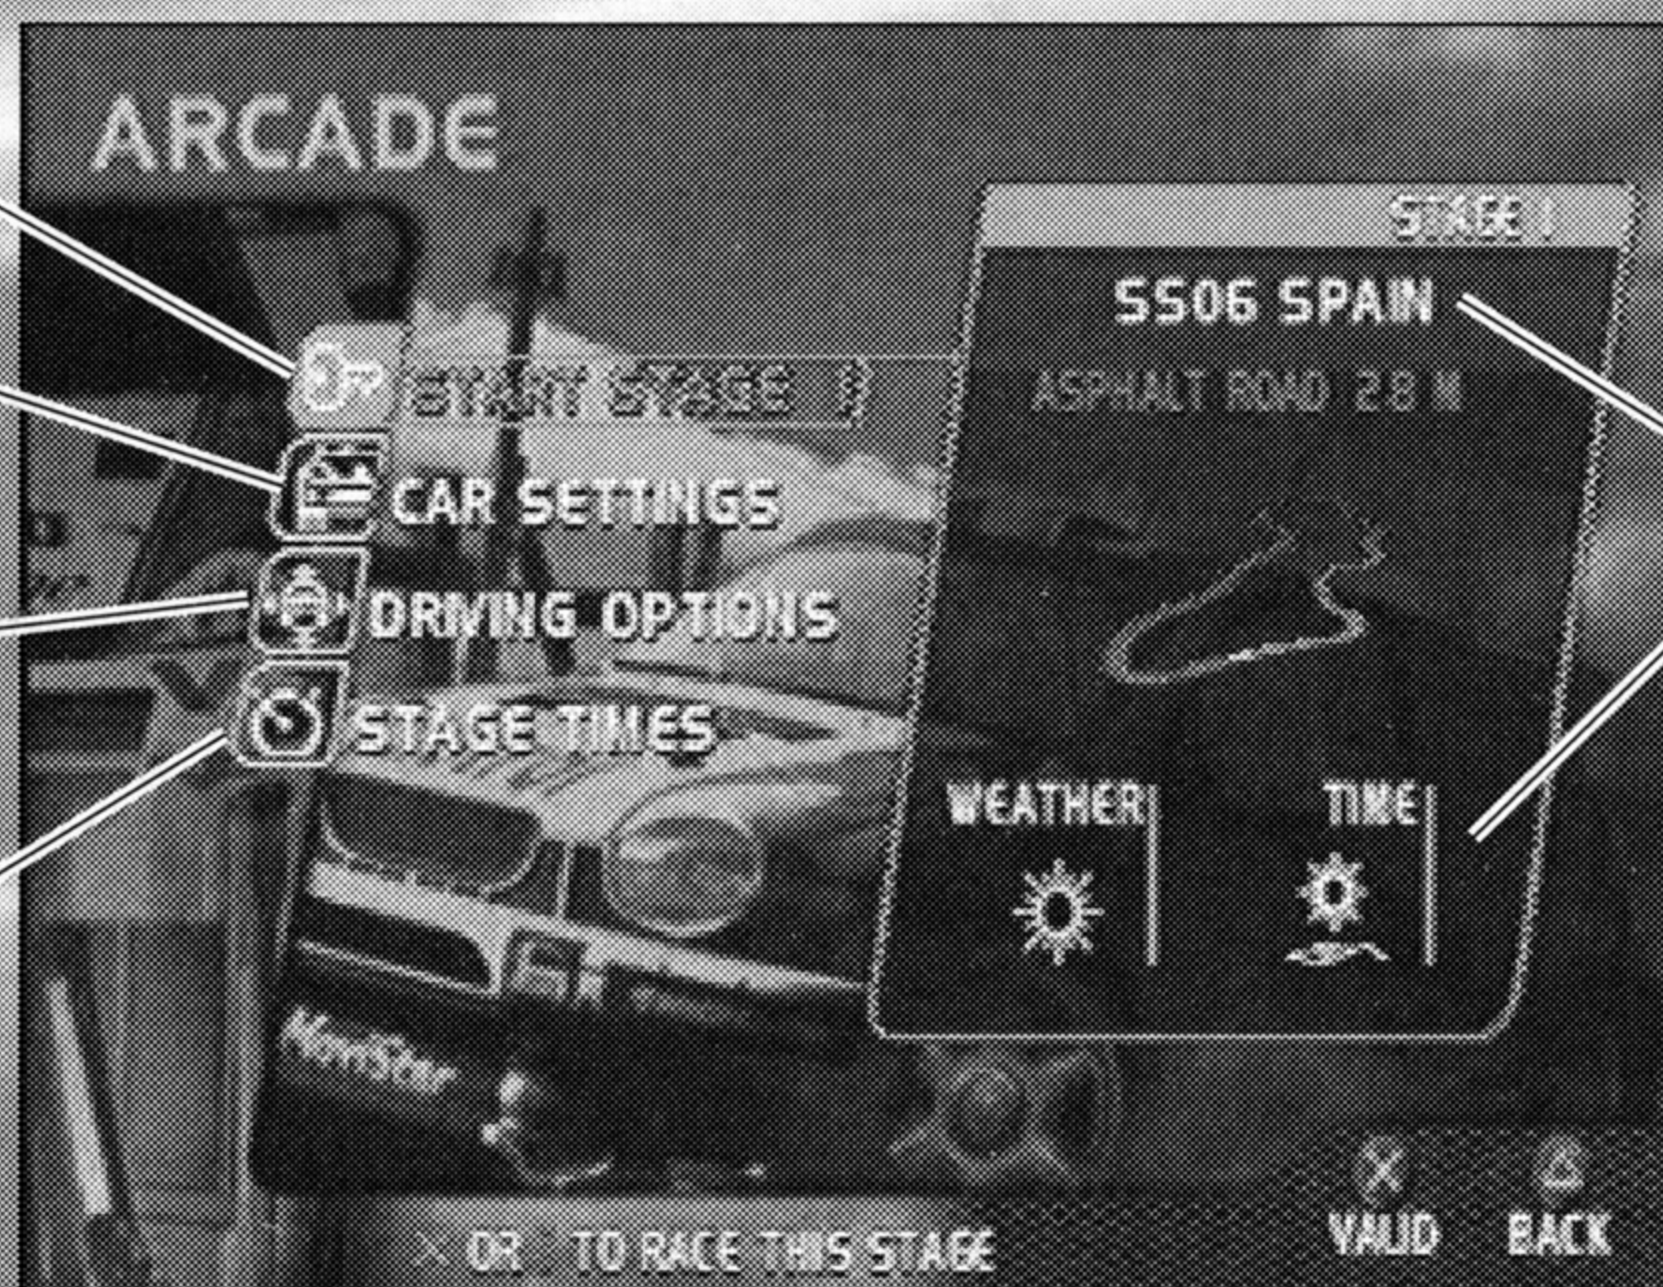 ARCADE
START STAGE
CAR SETTINGS
DRIVING OPTIONS
STAGE TIMES
STAGE 1
SS06 SPAIN
ASPHALT ROAD 2.8 M
WEATHER
TIME
MoviStar
X OR TO RACE THIS STAGE
VALID
BACK